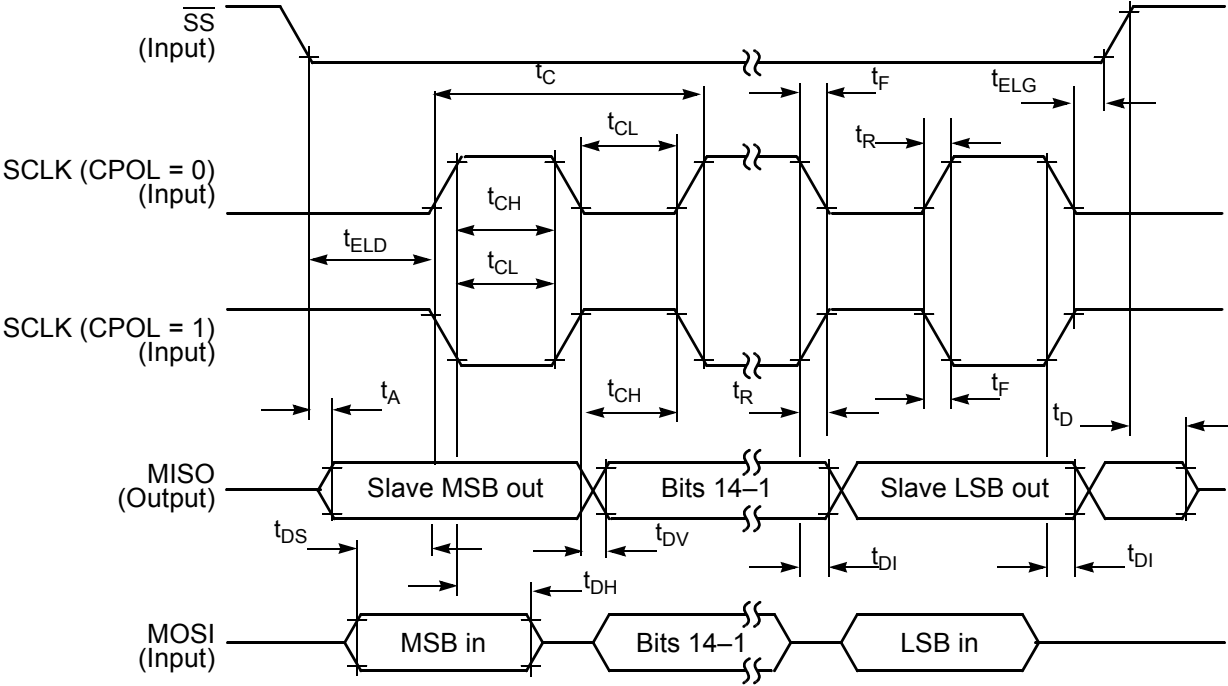 SS
(Input)
tC
tF
tELG
tCL
tR
SCLK (CPOL = 0)
(Input)
tCH
tELD
tCL
SCLK (CPOL = 1)
(Input)
tA
tCH
tR
tF
tD
MISO
(Output)
Slave MSB out
Bits 14–1
Slave LSB out
tDS
tDV
tDI
tDI
tDH
MOSI
(Input)
MSB in
Bits 14–1
LSB in